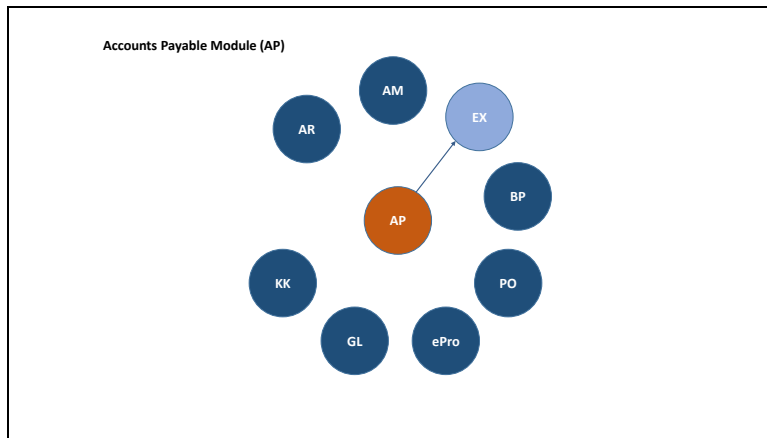 Accounts Payable Module (AP)
AM
EX
AR
BP
AP
KK
PO
GL
ePro